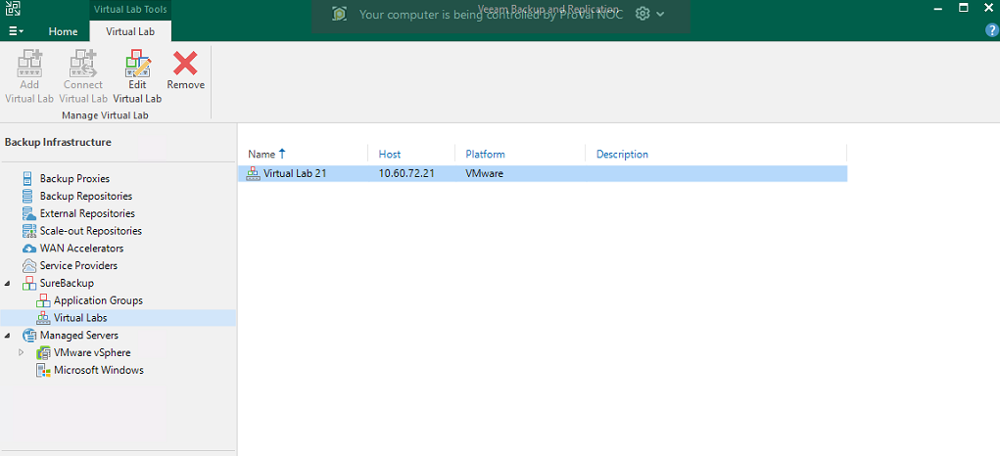 Virtual Lab Tools
Your computer is being controlled by ProVal NOC
Veeam Backup and Replication
Home
Virtual Lab
Add
Virtual Lab
Connect
Virtual Lab
Edit
Virtual Lab
Remove
Manage Virtual Lab
Backup Infrastructure
Backup Proxies
Backup Repositories
External Repositories
Scale-out Repositories
WAN Accelerators
Service Providers
SureBackup
Application Groups
Virtual Labs
Managed Servers
VMware vSphere
Microsoft Windows
Name Host Platform Description
Virtual Lab 21 10.60.72.21 VMware